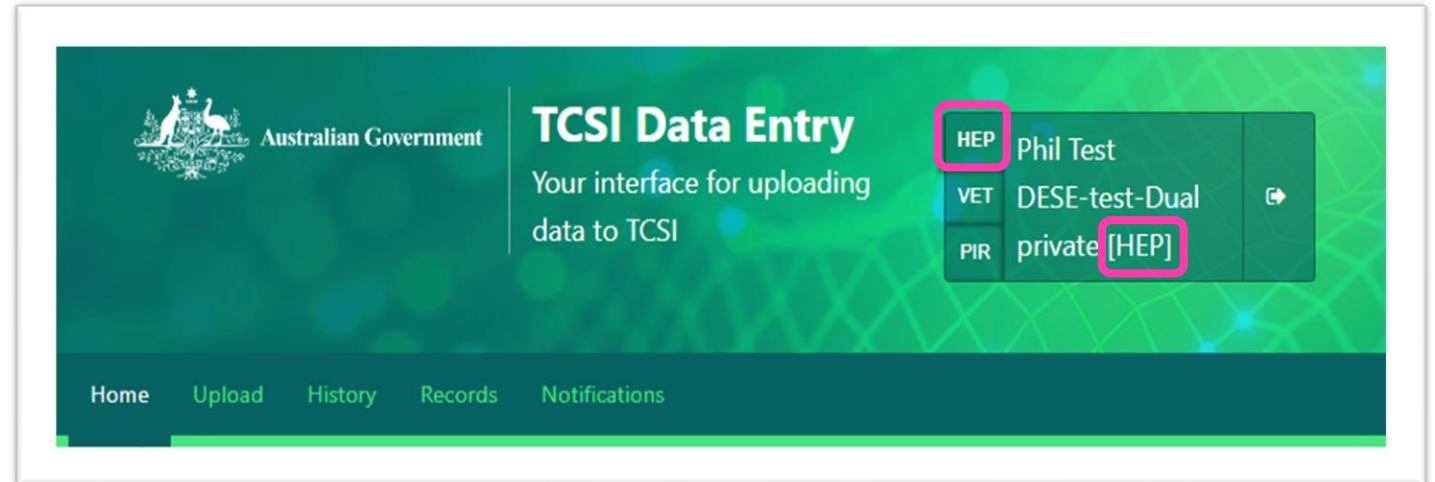 Australian Government
TCSI Data Entry
Your interface for uploading
data to TCSI
HEP
VET
PIR
Phil Test
DESE-test-Dual
private [HEP]
Home Upload History Records Notifications